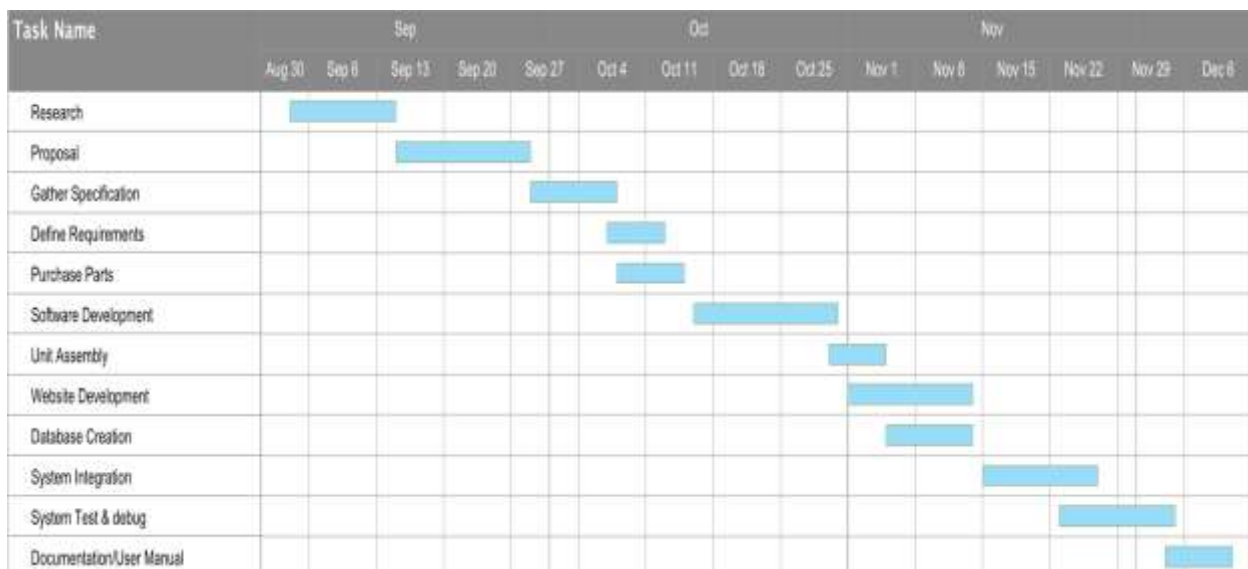 Task Name Sep Oct Nov
Aug 30 Sep 6 Sep 13 Sep 20 Sep 27 Oct 4 Oct 11 Oct 18 Oct 25 Nov 1 Nov 8 Nov 15 Nov 22 Nov 29 Dec 6
Research
Proposal
Gather Specification
Define Requirements
Purchase Parts
Software Development
Unit Assembly
Website Development
Database Creation
System Integration
System Test & debug
Documentation/User Manual